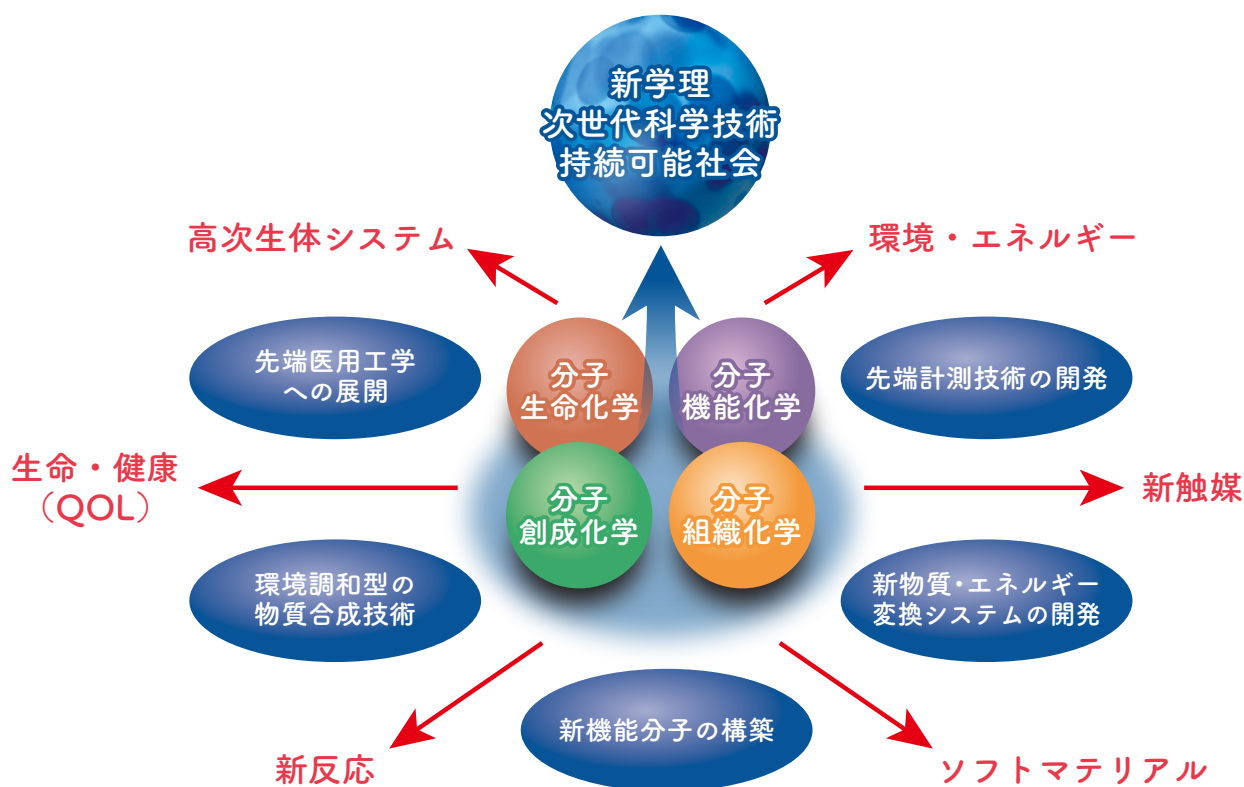 新学理
次世代科学技術
持続可能社会
高次生体システム
環境・エネルギー
先端医用工学
への展開
分子
生命化学
分子
機能化学
先端計測技術の開発
生命・健康
（QOL）
分子
創成化学
分子
組織化学
新触媒
環境調和型の
物質合成技術
新物質・エネルギー
変換システムの開発
新機能分子の構築
新反応
ソフトマテリアル